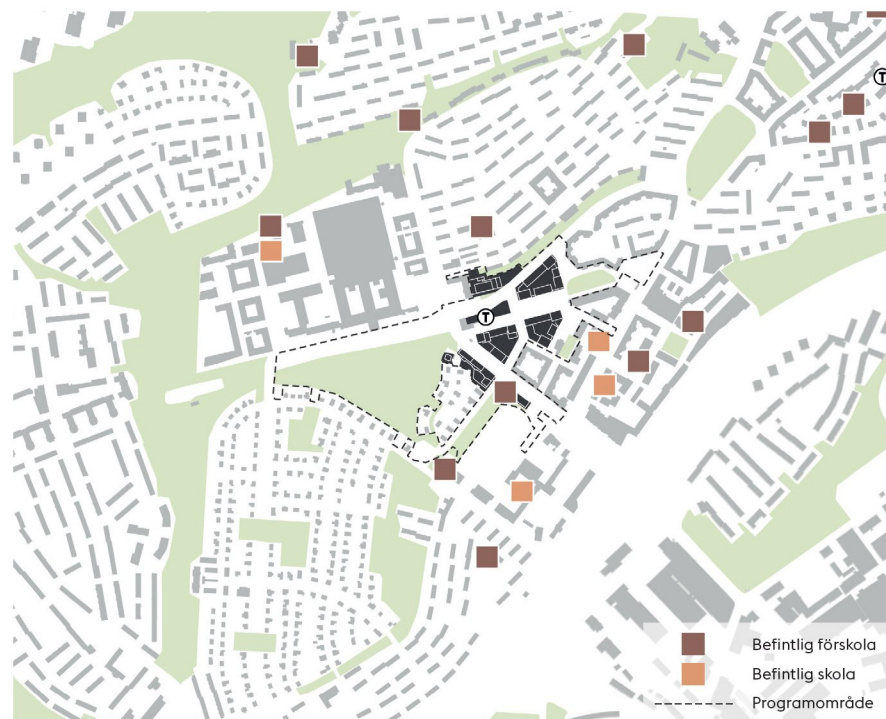 T
T
Befintlig förskola
Befintlig skola
Programområde